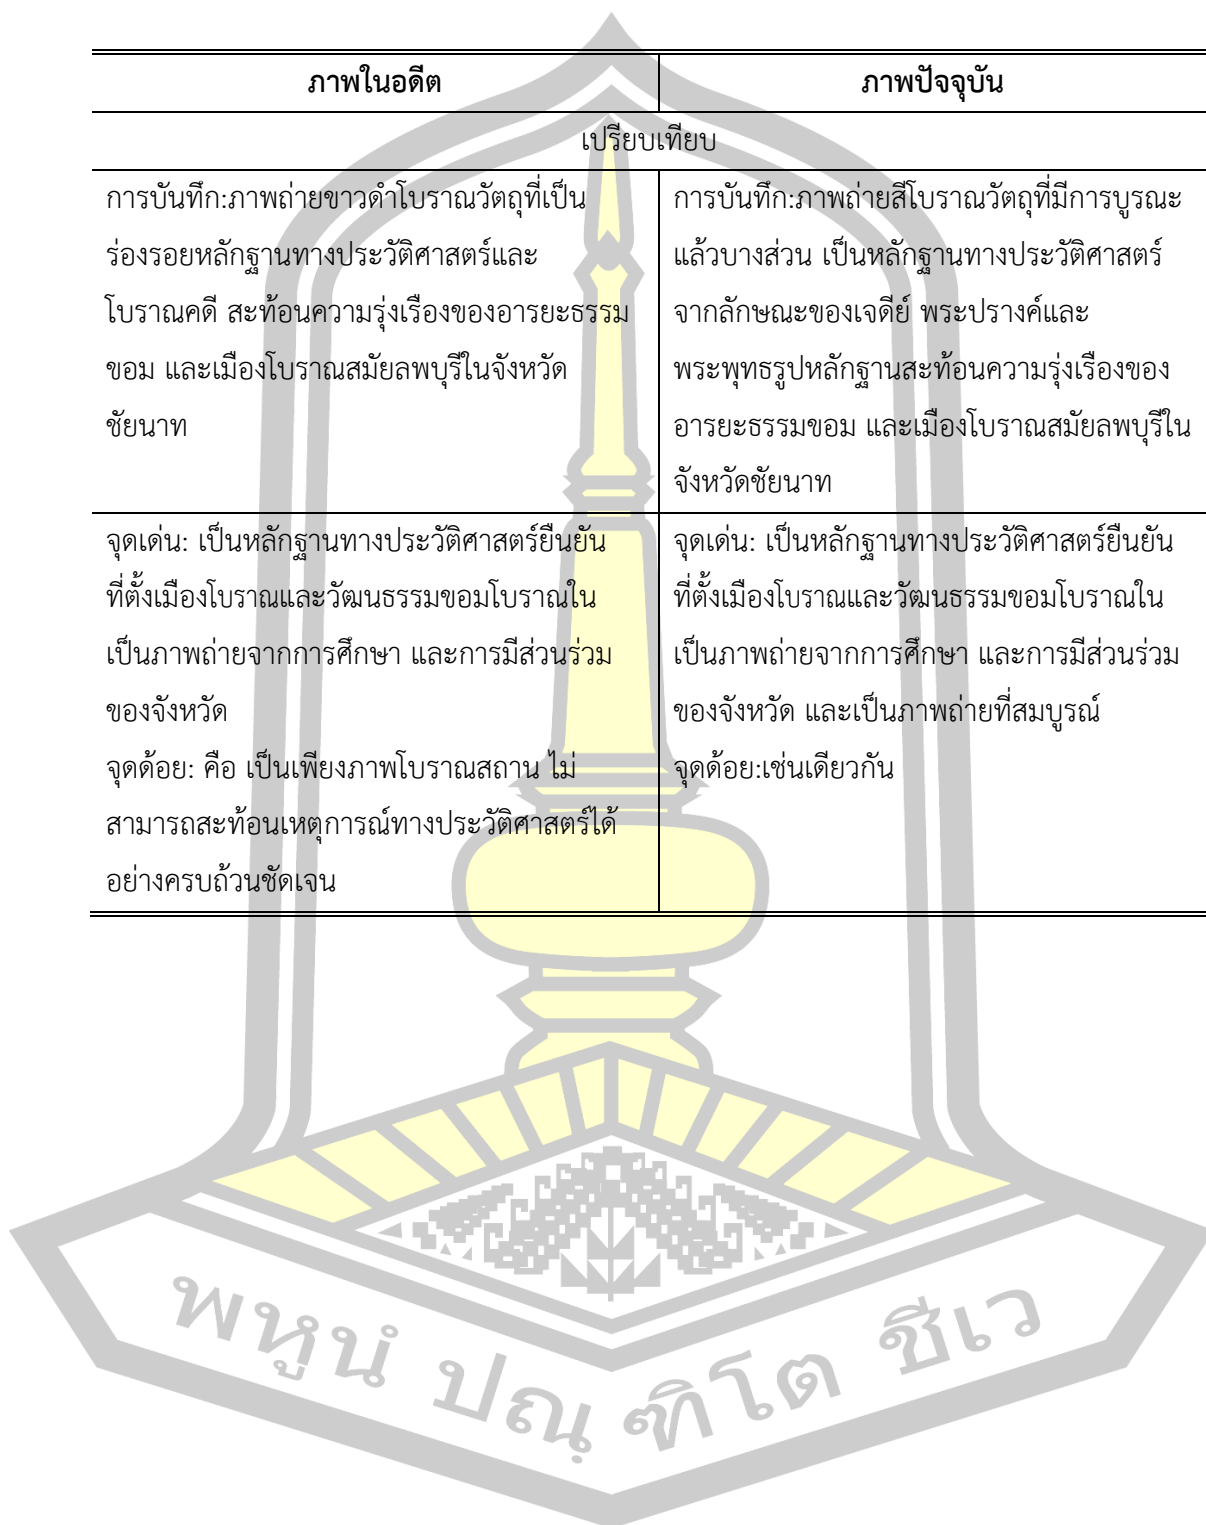 ภาพในอดีต
ภาพปัจจุบัน
เปรียบเทียบ
การบันทึก:ภาพถ่ายขาวดำโบราณวัตถุที่เป็น
ร่องรอยหลักฐานทางประวัติศาสตร์และ
โบราณคดี สะท้อนความรุ่งเรืองของอารยะธรรม
ขอม และเมืองโบราณสมัยลพบุรีในจังหวัด
ชัยนาท
การบันทึก:ภาพถ่ายสีโบราณวัตถุที่มีการบูรณะ
แล้วบางส่วน เป็นหลักฐานทางประวัติศาสตร์
จากลักษณะของเจดีย์ พระปรางค์และ
พระพุทธรูปหลักฐานสะท้อนความรุ่งเรืองของ
อารยะธรรมขอม และเมืองโบราณสมัยลพบุรีใน
จังหวัดชัยนาท
จุดเด่น: เป็นหลักฐานทางประวัติศาสตร์ยืนยัน
ที่ตั้งเมืองโบราณและวัฒนธรรมขอมโบราณใน
เป็นภาพถ่ายจากการศึกษา และการมีส่วนร่วม
ของจังหวัด
จุดด้อย: คือ เป็นเพียงภาพโบราณสถาน ไม่
สามารถสะท้อนเหตุการณ์ทางประวัติศาสตร์ได้
อย่างครบถ้วนชัดเจน
จุดเด่น: เป็นหลักฐานทางประวัติศาสตร์ยืนยัน
ที่ตั้งเมืองโบราณและวัฒนธรรมขอมโบราณใน
เป็นภาพถ่ายจากการศึกษา และการมีส่วนร่วม
ของจังหวัด และเป็นภาพถ่ายที่สมบูรณ์
จุดด้อย:เช่นเดียวกัน
พหูนํ ปณฺ ฑิโต ชีเว